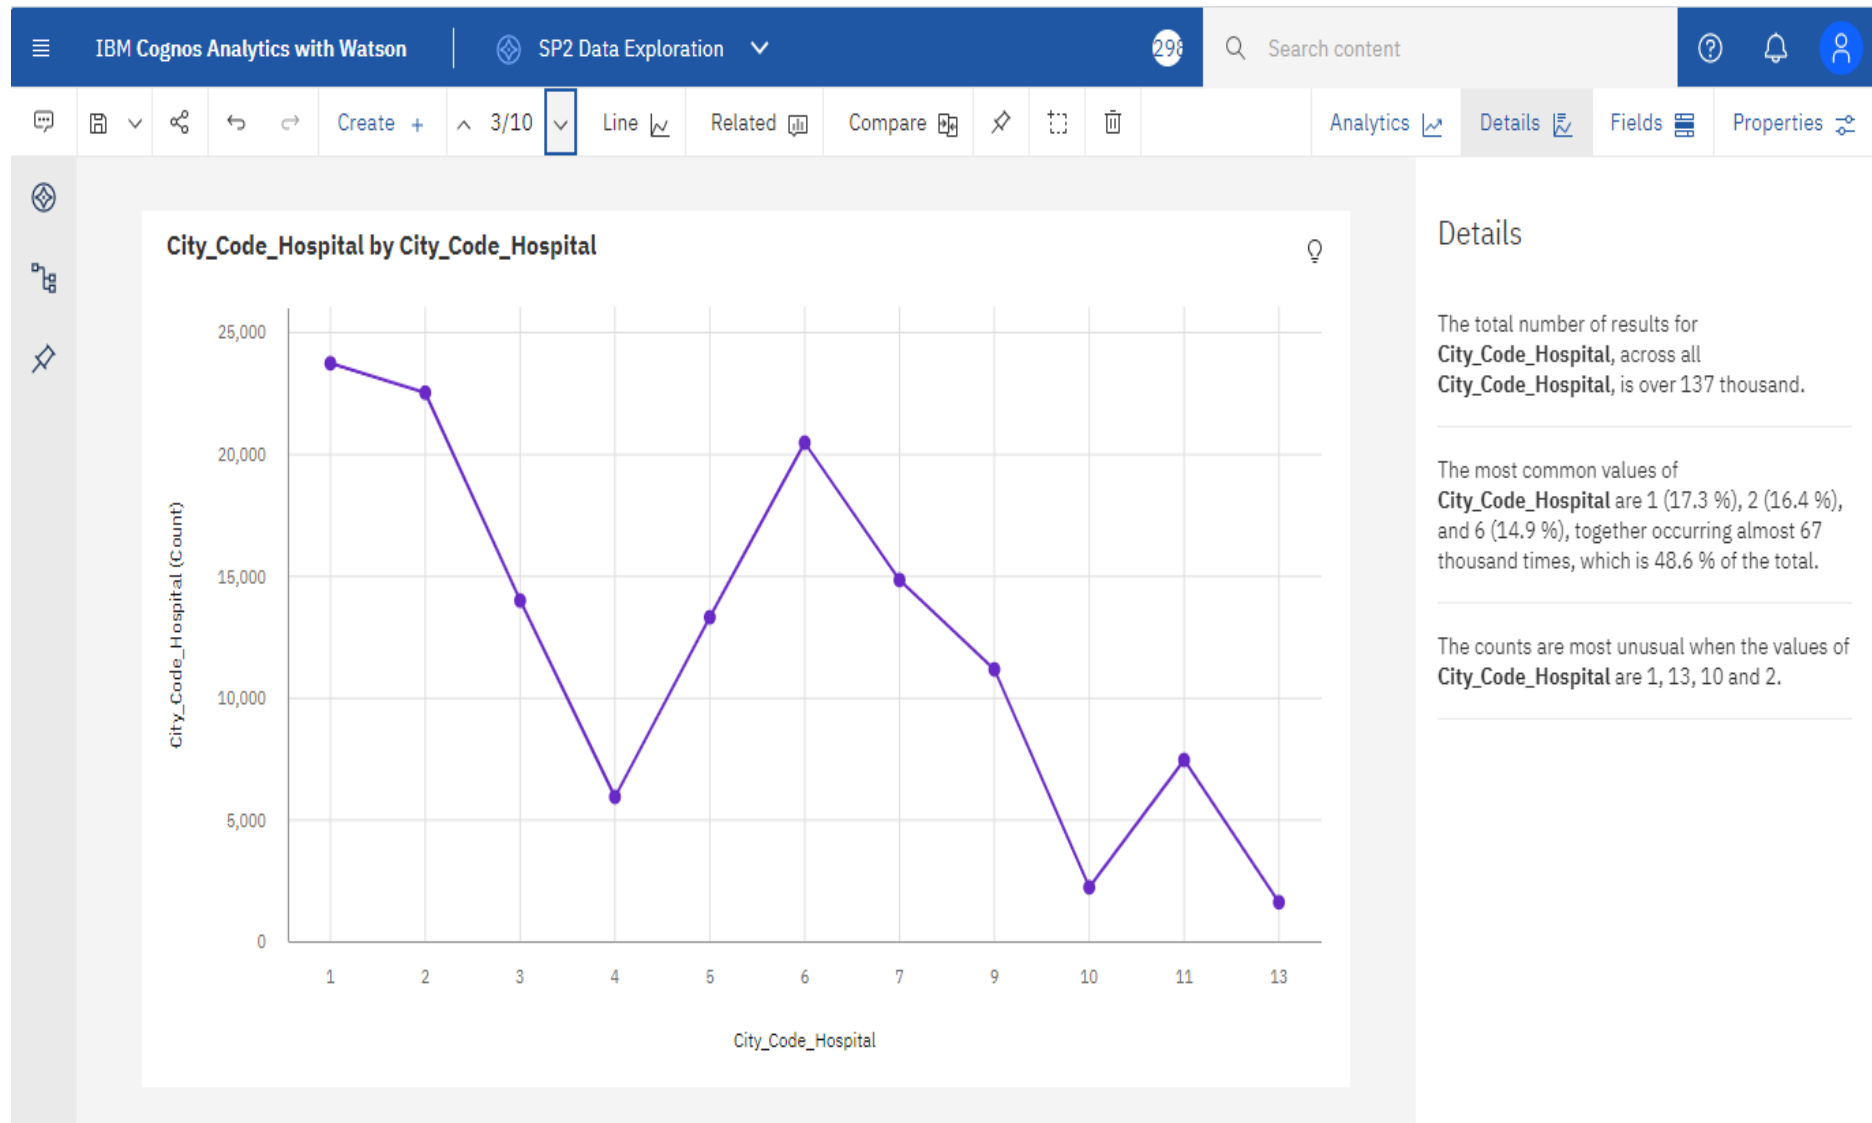 IBM Cognos Analytics with Watson
SP2 Data Exploration
298
Search content
Create +
3/10
Line
Related
Compare
Analytics
Details
Fields
Properties
City_Code_Hospital by City_Code_Hospital
25,000
20,000
15,000
10,000
5,000
0
City_Code_Hospital (Count)
1 2 3 4 5 6 7 9 10 11 13
City_Code_Hospital
Details
The total number of results for
City_Code_Hospital, across all
City_Code_Hospital, is over 137 thousand.
The most common values of
City_Code_Hospital are 1 (17.3 %), 2 (16.4 %),
and 6 (14.9 %), together occurring almost 67
thousand times, which is 48.6 % of the total.
The counts are most unusual when the values of
City_Code_Hospital are 1, 13, 10 and 2.